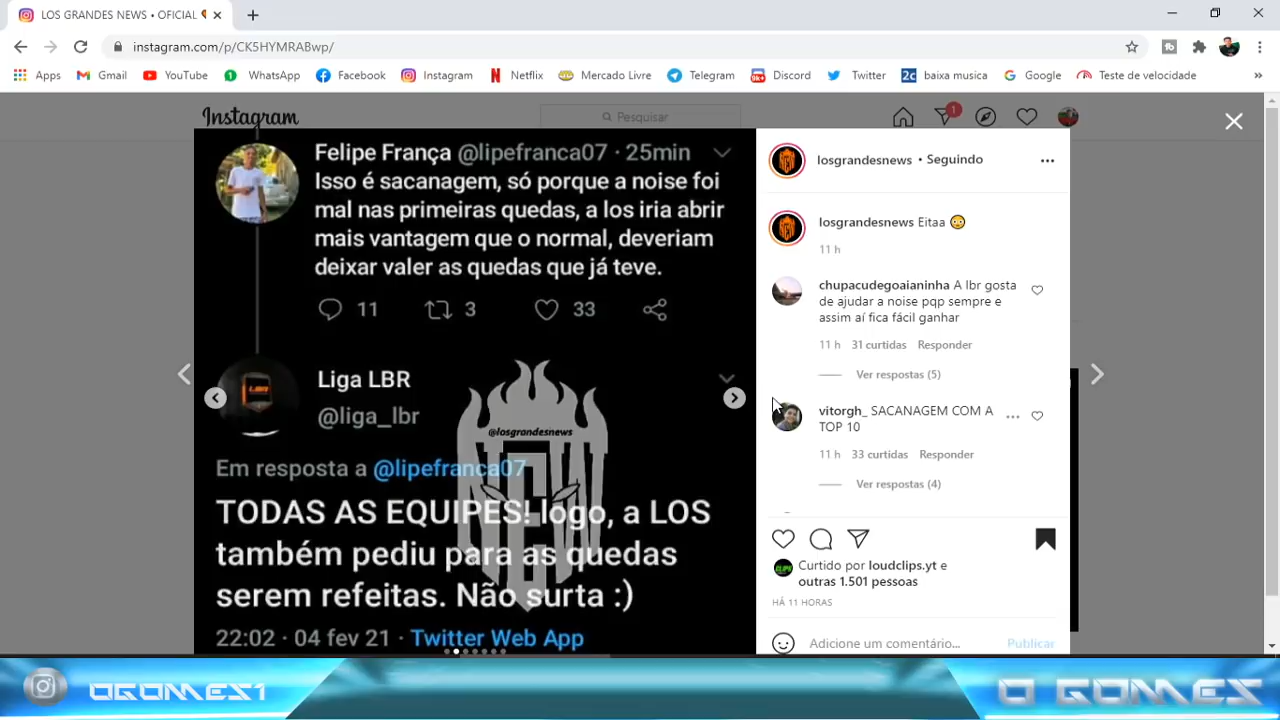 LOS GRANDES NEWS • OFICIAL
instagram.com/p/CK5HYMRABwp/
Apps
Gmail
YouTube
WhatsApp
Facebook
Instagram
Netflix
Mercado Livre
Telegram
Discord
Twitter
baixa musica
Google
Teste de velocidade
Instagram
Pesquisar
1
Felipe França @lipefranca07 · 25min
Isso é sacanagem, só porque a noise foi
mal nas primeiras quedas, a los iria abrir
mais vantagem que o normal, deveriam
deixar valer as quedas que já teve.
11
3
33
Liga LBR
@liga_lbr
@losgrandesnews
Em resposta a @lipefranca07
TODAS AS EQUIPES! logo, a LOS
também pediu para as quedas
serem refeitas. Não surta :)
22:02 · 04 fev 21 · Twitter Web App
losgrandesnews • Seguindo
losgrandesnews Eitaa 😳
11 h
chupacudegoaianinha A lbr gosta
de ajudar a noise pqp sempre e
assim aí fica fácil ganhar
11 h 31 curtidas Responder
Ver respostas (5)
vitorgh_ SACANAGEM COM A
TOP 10
11 h 33 curtidas Responder
Ver respostas (4)
Curtido por loudclips.yt e
outras 1.501 pessoas
HÁ 11 HORAS
Adicione um comentário...
Publicar
OGOMES1
O GOMES